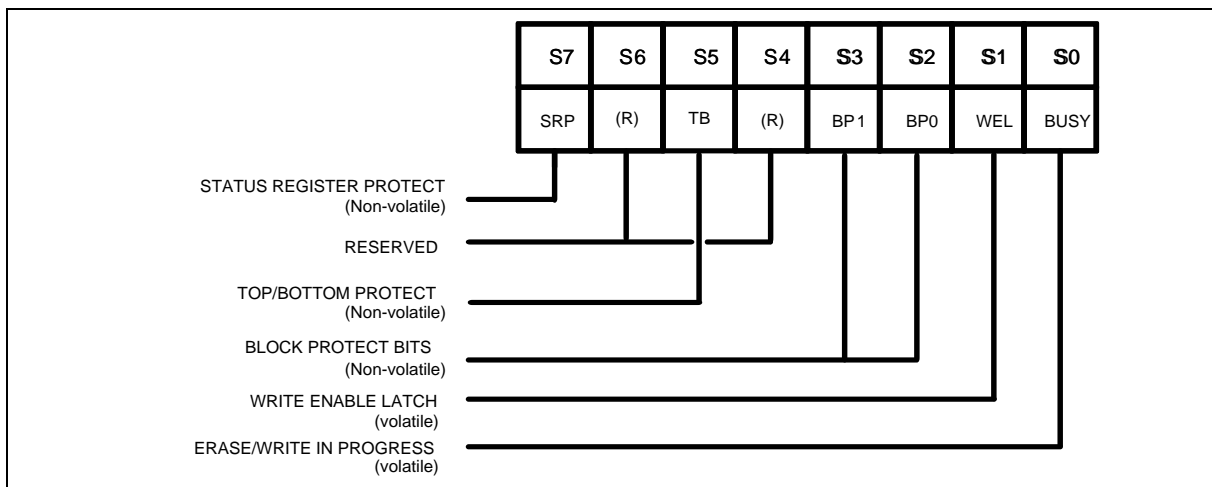 S7 S6 S5 S4 S3 S2 S1 S0
SRP (R) TB (R) BP1 BP0 WEL BUSY
STATUS REGISTER PROTECT
(Non-volatile)
RESERVED
TOP/BOTTOM PROTECT
(Non-volatile)
BLOCK PROTECT BITS
(Non-volatile)
WRITE ENABLE LATCH
(volatile)
ERASE/WRITE IN PROGRESS
(volatile)